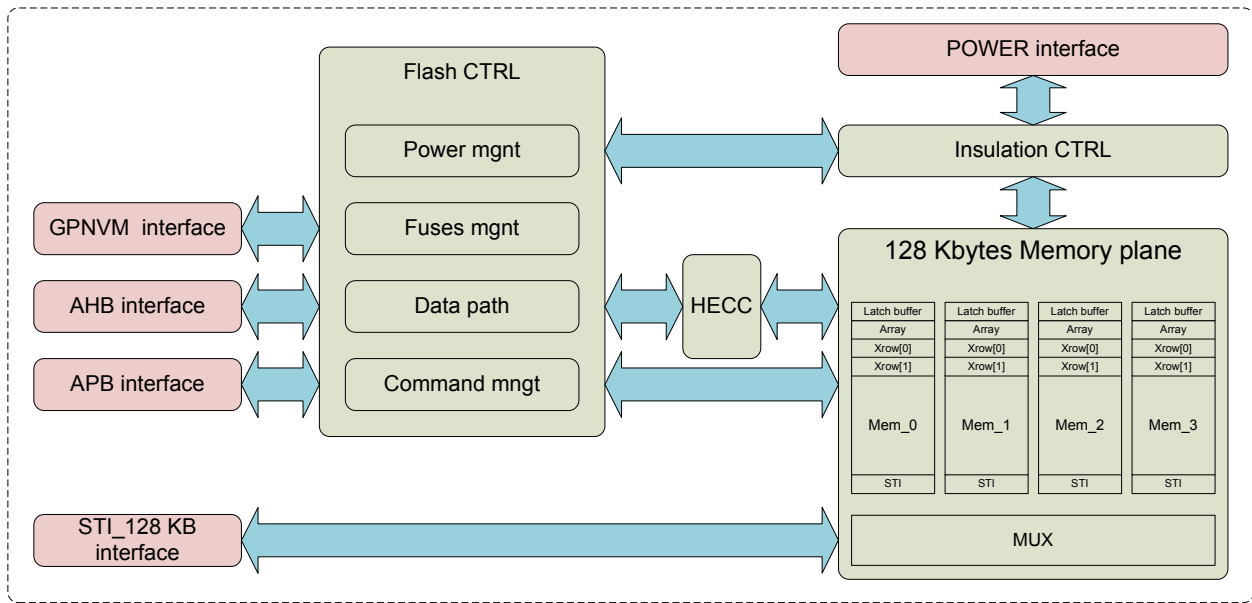 Flash CTRL
Power mgnt
Fuses mgnt
Data path
Command mngt
GPNVM interface
AHB interface
APB interface
STI_128 KB
interface
HECC
POWER interface
Insulation CTRL
128 Kbytes Memory plane
Latch buffer
Array
Xrow[0]
Xrow[1]
Mem_0
STI
Latch buffer
Array
Xrow[0]
Xrow[1]
Mem_1
STI
Latch buffer
Array
Xrow[0]
Xrow[1]
Mem_2
STI
Latch buffer
Array
Xrow[0]
Xrow[1]
Mem_3
STI
MUX